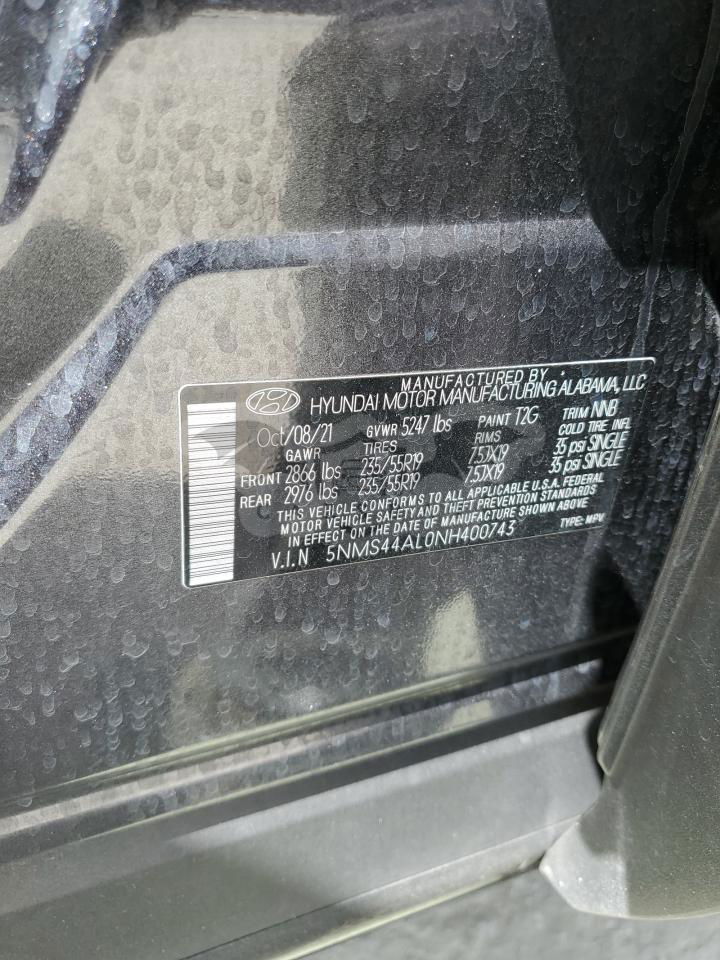 MANUFACTURED BY
HYUNDAI MOTOR MANUFACTURING ALABAMA, LLC
Oct/08/21 GVWR 5247 lbs PAINT T2G TRIM NNB
GAWR TIRES RIMS COLD TIRE INFL
FRONT 2866 lbs 235/55R19 7.5JX19 35 psi SINGLE
REAR 2976 lbs 235/55R19 7.5JX19 35 psi SINGLE
THIS VEHICLE CONFORMS TO ALL APPLICABLE U.S.A. FEDERAL
MOTOR VEHICLE SAFETY AND THEFT PREVENTION STANDARDS
IN EFFECT ON THE DATE OF MANUFACTURE SHOWN ABOVE
V.I.N 5NMS44AL0NH400743 TYPE: MPV